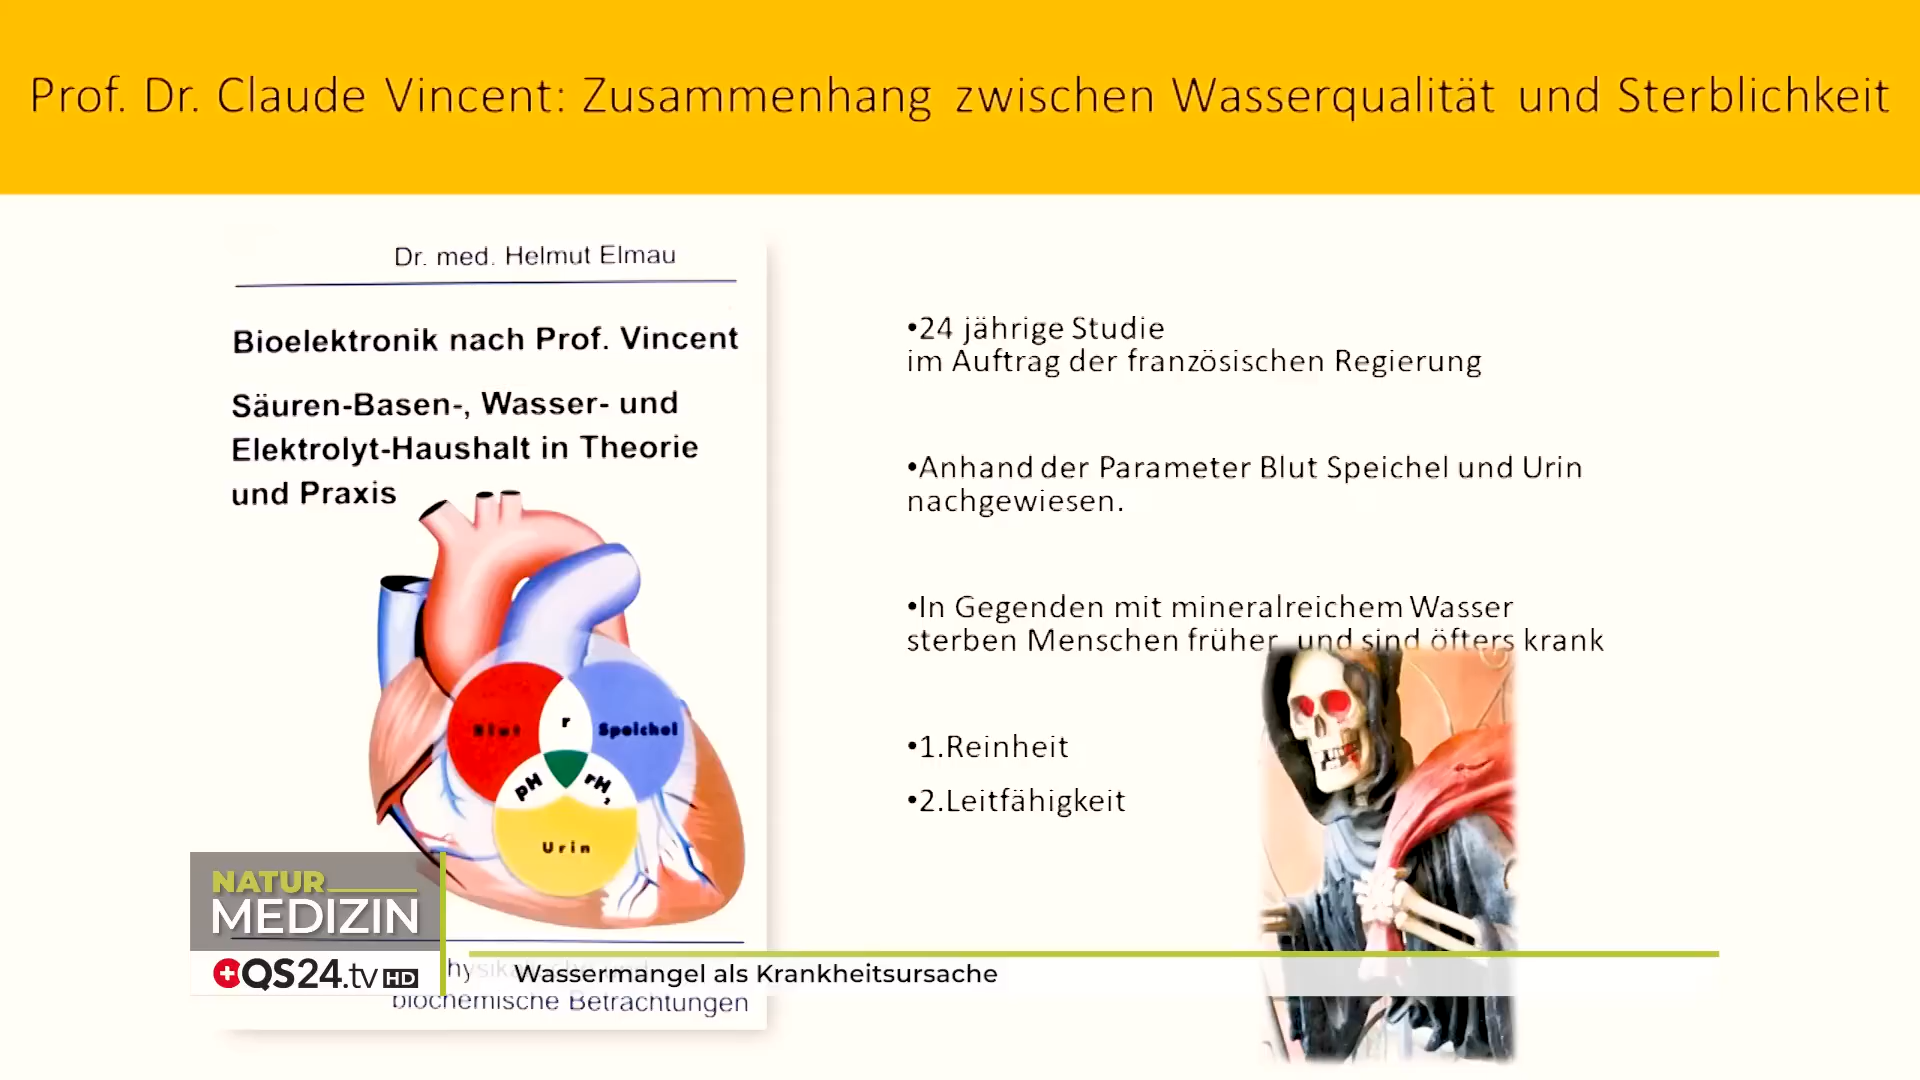 Prof. Dr. Claude Vincent: Zusammenhang zwischen Wasserqualität und Sterblichkeit
Dr. med. Helmut Elmau
Bioelektronik nach Prof. Vincent
Säuren-Basen-, Wasser- und
Elektrolyt-Haushalt in Theorie
und Praxis
Blut
r
Speichel
pH
rH₂
Urin
biochemische Betrachtungen
•24 jährige Studie
im Auftrag der französischen Regierung
•Anhand der Parameter Blut Speichel und Urin
nachgewiesen.
•In Gegenden mit mineralreichem Wasser
sterben Menschen früher und sind öfters krank
•1.Reinheit
•2.Leitfähigkeit
NATUR
MEDIZIN
QS24.tv HD
Wassermangel als Krankheitsursache